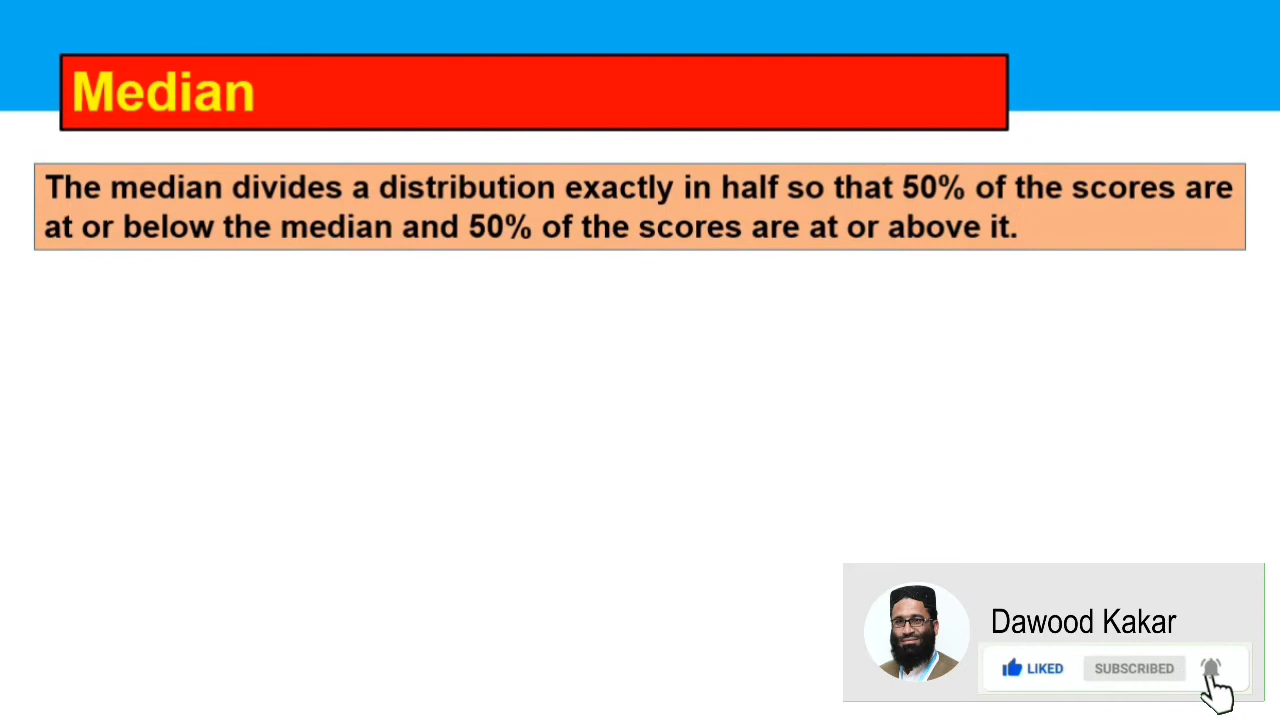 Median
The median divides a distribution exactly in half so that 50% of the scores are
at or below the median and 50% of the scores are at or above it.
Dawood Kakar
LIKED SUBSCRIBED